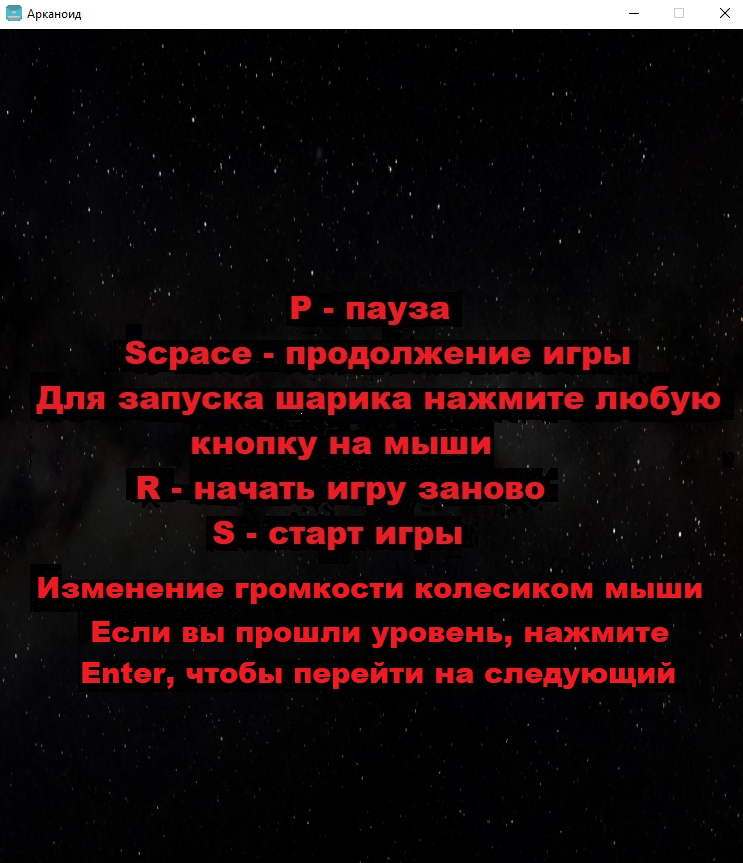 Арканоид
P - пауза
Scpace - продолжение игры
Для запуска шарика нажмите любую
кнопку на мыши
R - начать игру заново
S - старт игры
Изменение громкости колесиком мыши
Если вы прошли уровень, нажмите
Enter, чтобы перейти на следующий